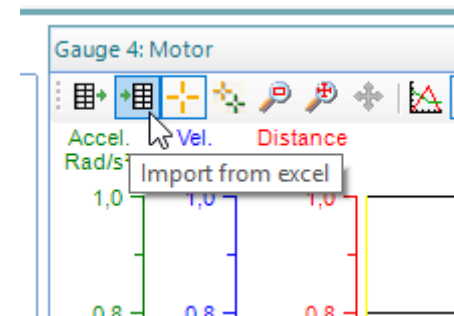 Gauge 4: Motor
Accel. Vel. Distance
Rad/s²
Import from excel
1,0 1,0 1,0
0,8 0,8 0,8